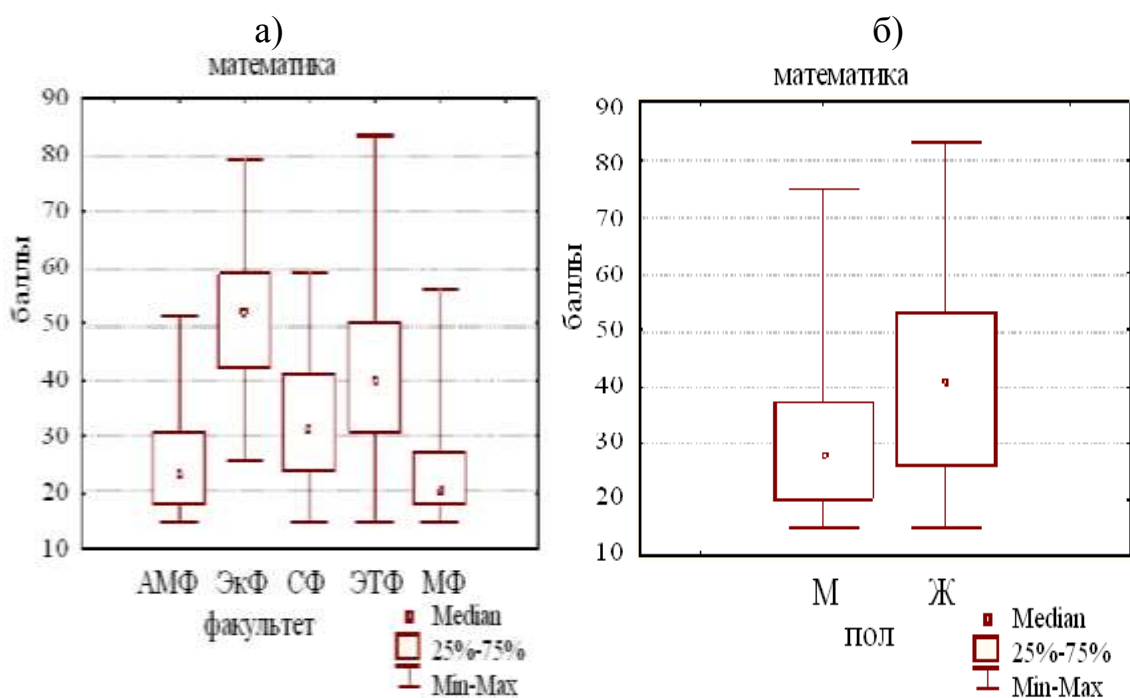 а)
математика
90
80
70
60
50
40
30
20
10
баллы
АМФ ЭкФ СФ ЭТФ МФ
факультет
Median
25%-75%
Min-Max
б)
математика
90
80
70
60
50
40
30
20
10
баллы
М Ж
пол
Median
25%-75%
Min-Max